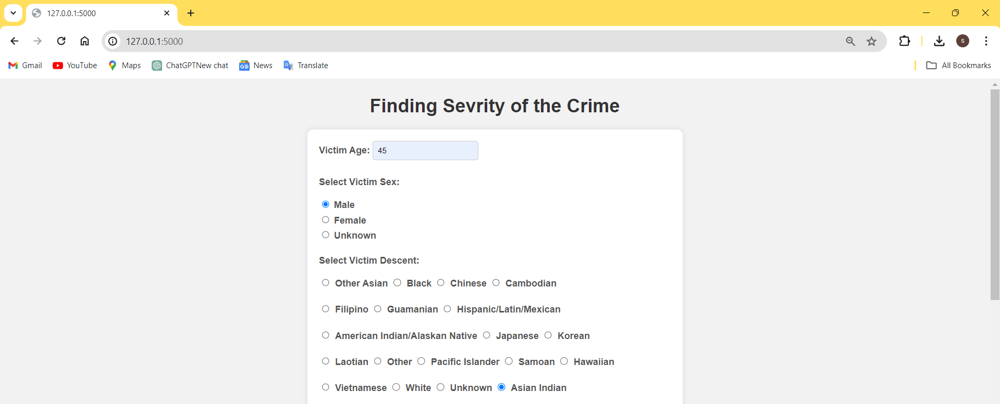 127.0.0.1:5000
127.0.0.1:5000
S
Gmail YouTube Maps ChatGPTNew chat News Translate All Bookmarks
Finding Sevrity of the Crime
Victim Age: 45
Select Victim Sex:
Male
Female
Unknown
Select Victim Descent:
Other Asian Black Chinese Cambodian
Filipino Guamanian Hispanic/Latin/Mexican
American Indian/Alaskan Native Japanese Korean
Laotian Other Pacific Islander Samoan Hawaiian
Vietnamese White Unknown Asian Indian